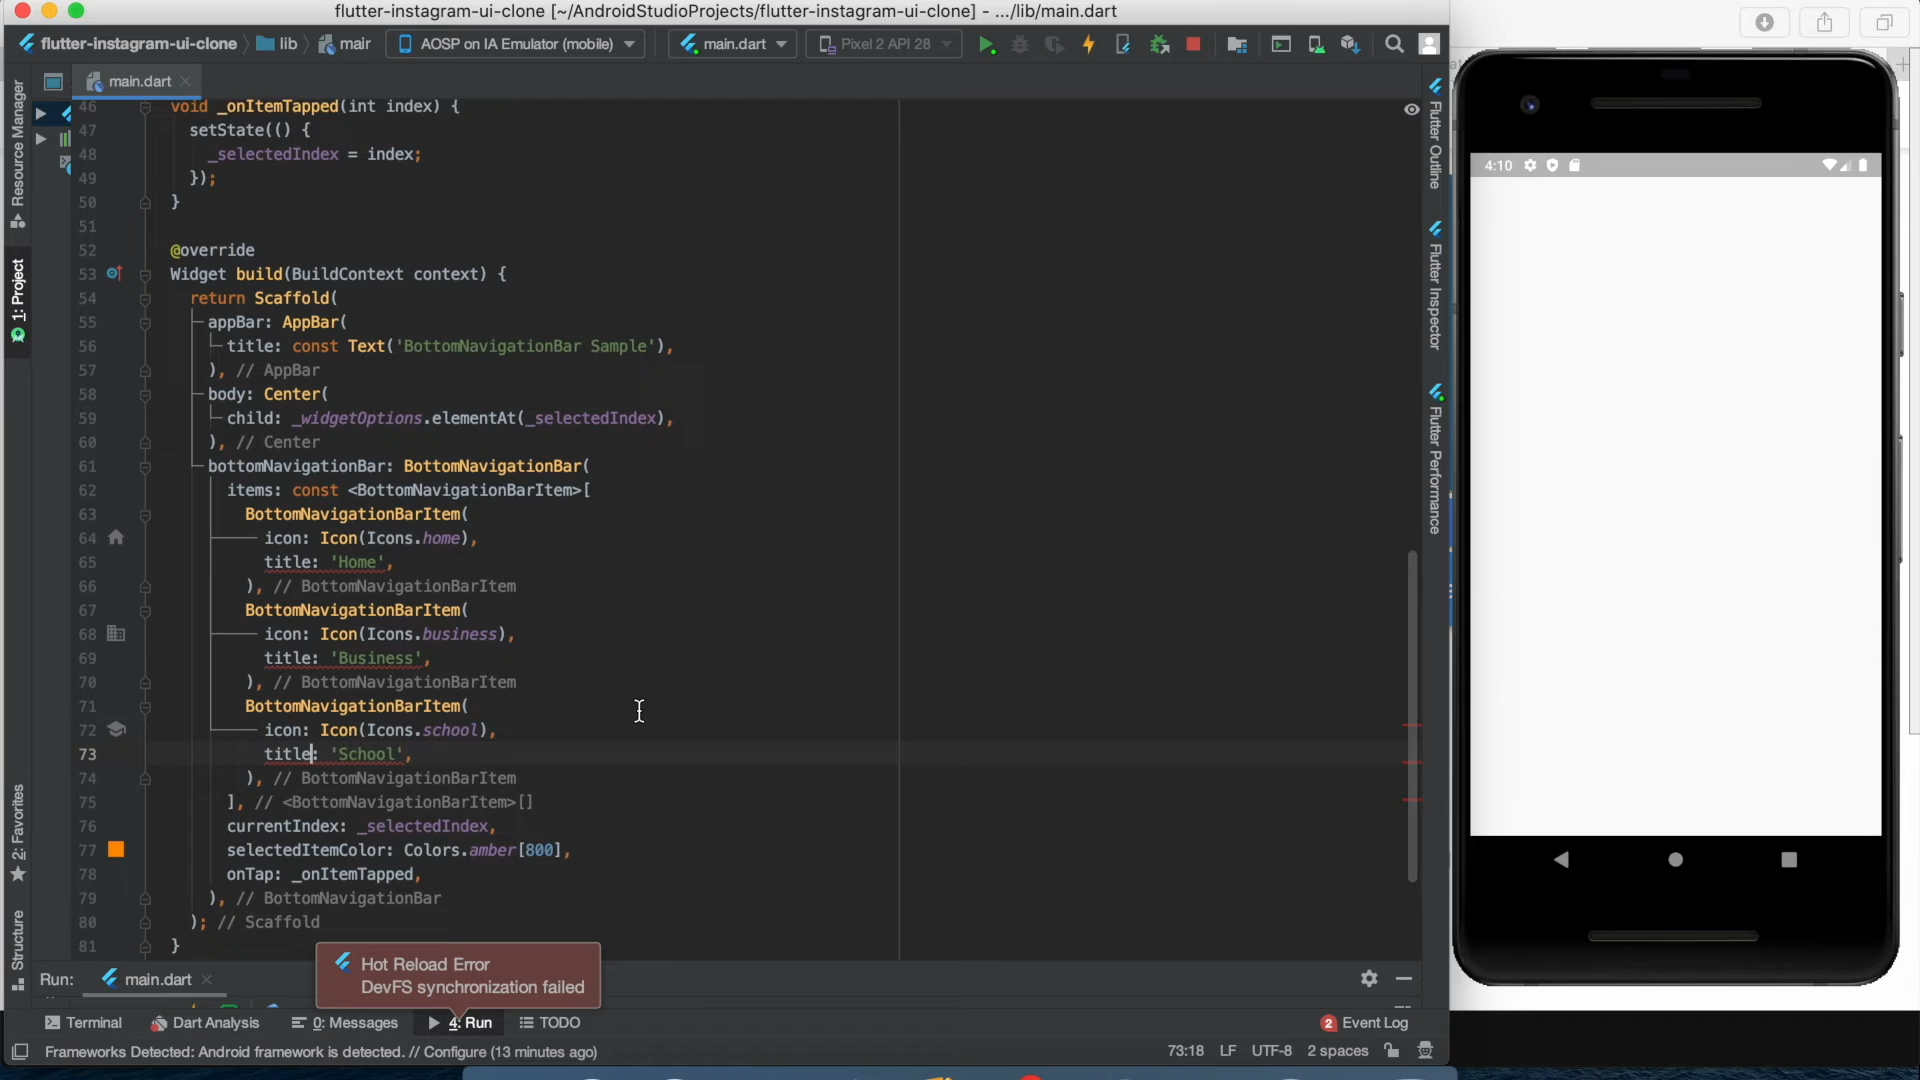 flutter-instagram-ui-clone [~/AndroidStudioProjects/flutter-instagram-ui-clone] - .../lib/main.dart
flutter-instagram-ui-clone
lib
main
AOSP on IA Emulator (mobile)
main.dart
Pixel 2 API 28
main.dart
46 void _onItemTapped(int index) {
47 setState(() {
48 _selectedIndex = index;
49 });
50 }
51
52 @override
53 Widget build(BuildContext context) {
54 return Scaffold(
55 appBar: AppBar(
56 title: const Text('BottomNavigationBar Sample'),
57 ), // AppBar
58 body: Center(
59 child: _widgetOptions.elementAt(_selectedIndex),
60 ), // Center
61 bottomNavigationBar: BottomNavigationBar(
62 items: const <BottomNavigationBarItem>[
63 BottomNavigationBarItem(
64 icon: Icon(Icons.home),
65 title: 'Home',
66 ), // BottomNavigationBarItem
67 BottomNavigationBarItem(
68 icon: Icon(Icons.business),
69 title: 'Business',
70 ), // BottomNavigationBarItem
71 BottomNavigationBarItem(
72 icon: Icon(Icons.school),
73 title: 'School',
74 ), // BottomNavigationBarItem
75 ], // <BottomNavigationBarItem>[]
76 currentIndex: _selectedIndex,
77 selectedItemColor: Colors.amber[800],
78 onTap: _onItemTapped,
79 ), // BottomNavigationBar
80 ); // Scaffold
81 }
Resource Manager
1: Project
2: Favorites
Structure
Flutter Outline
Flutter Inspector
Flutter Performance
4:10
Run:
main.dart
Hot Reload Error
DevFS synchronization failed
Terminal
Dart Analysis
0: Messages
4: Run
TODO
2 Event Log
Frameworks Detected: Android framework is detected. // Configure (13 minutes ago)
73:18
LF
UTF-8
2 spaces